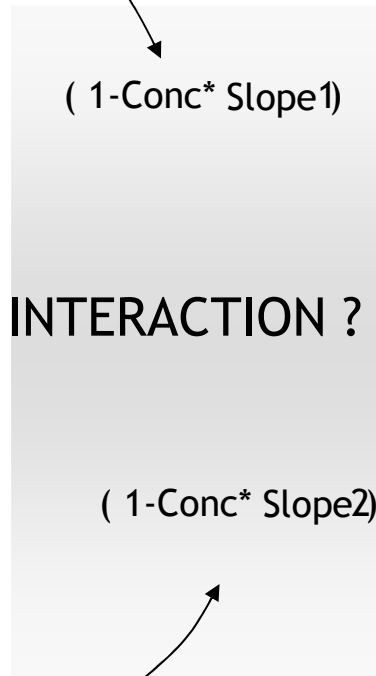 ( 1-Conc* Slope1)
INTERACTION ?
( 1-Conc* Slope2)